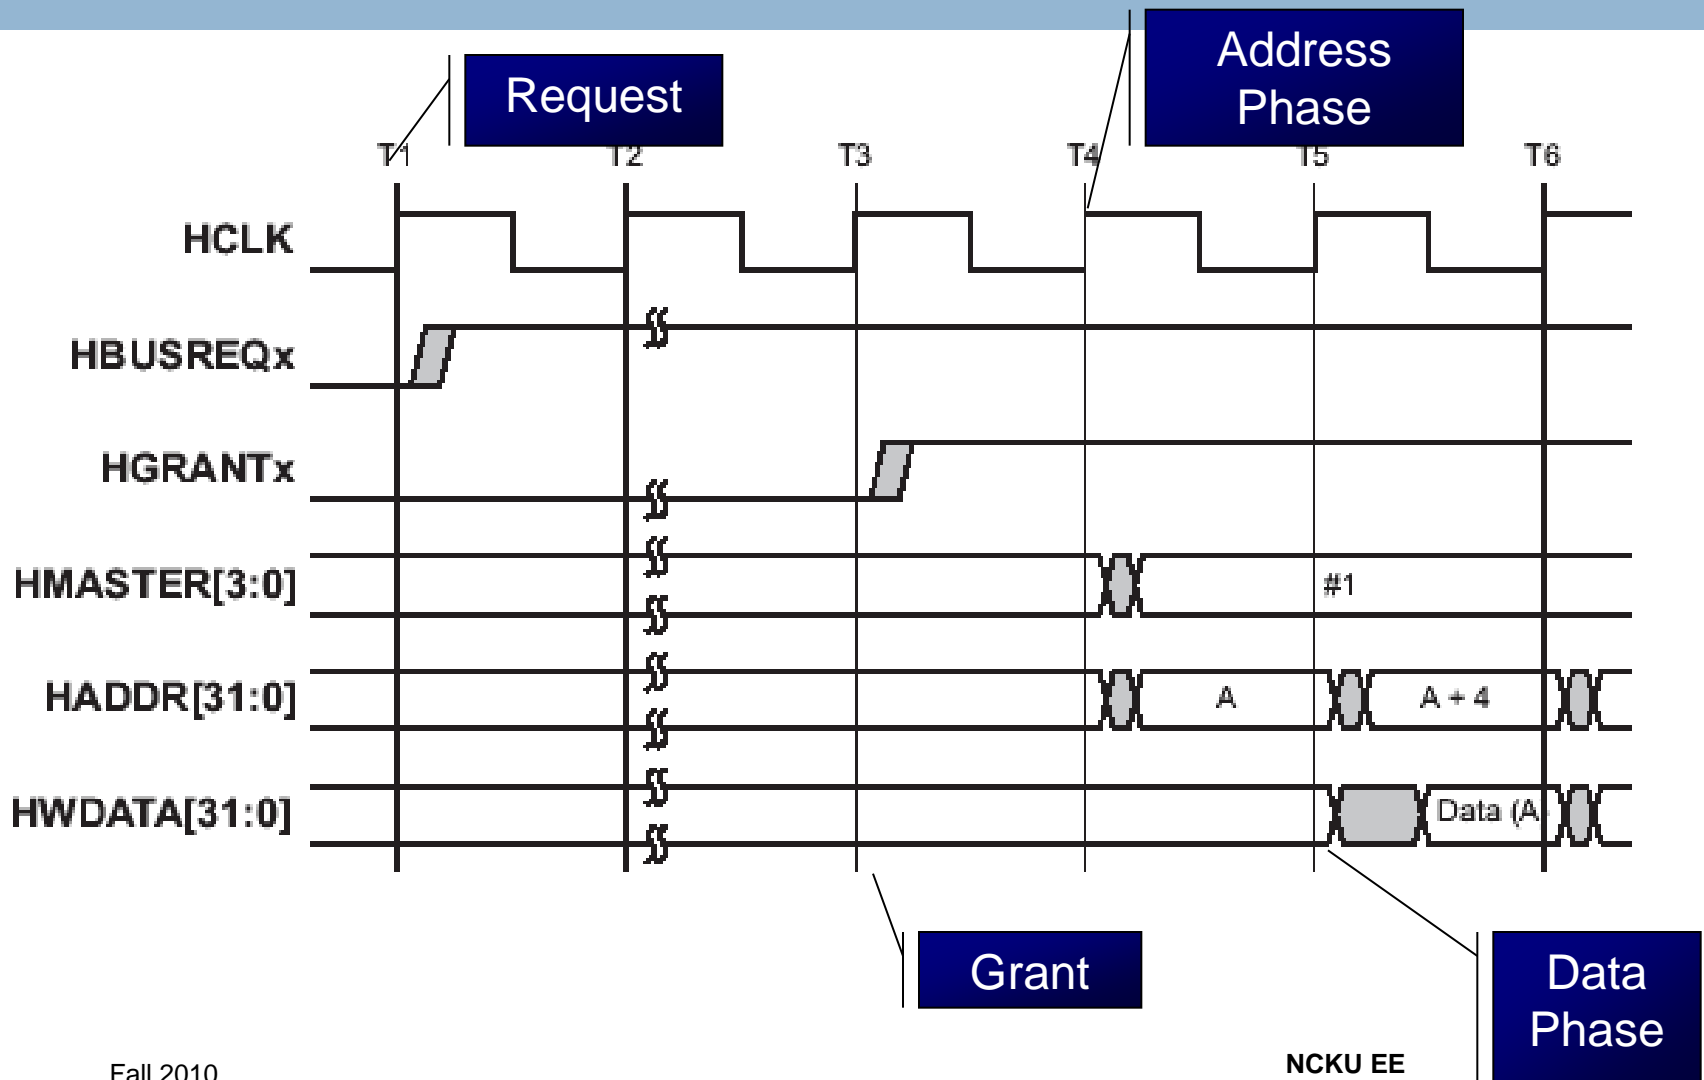 Request
Address
Phase
T1 T2 T3 T4 T5 T6
HCLK
HBUSREQx
HGRANTx
HMASTER[3:0] #1
HADDR[31:0] A A + 4
HWDATA[31:0] Data (A
Grant
Data
Phase
Fall 2010
NCKU EE